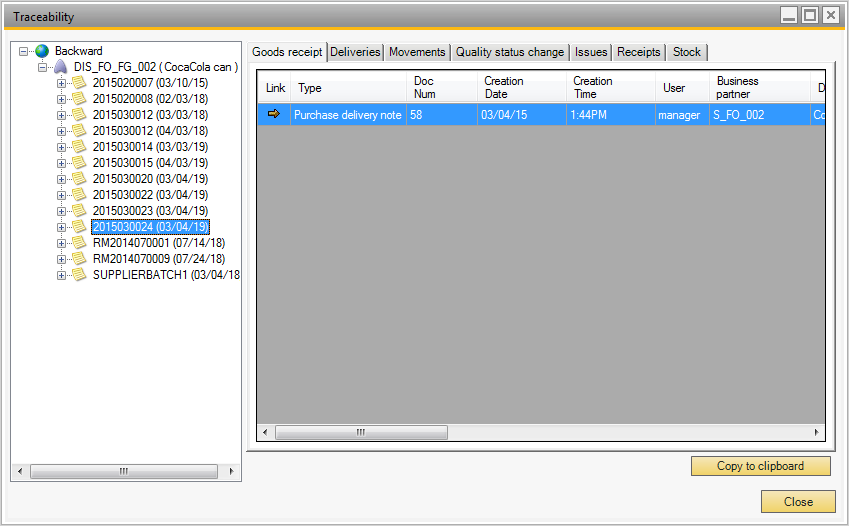 Traceability
Backward
DIS_FO_FG_002 ( CocaCola can )
2015020007 (03/10/15)
2015020008 (02/03/18)
2015030012 (03/03/18)
2015030012 (04/03/18)
2015030014 (03/03/19)
2015030015 (04/03/19)
2015030020 (03/04/19)
2015030022 (03/04/19)
2015030023 (03/04/19)
2015030024 (03/04/19)
RM2014070001 (07/14/18)
RM2014070009 (07/24/18)
SUPPLIERBATCH1 (03/04/18
Goods receipt Deliveries Movements Quality status change Issues Receipts Stock
Link Type Doc Num Creation Date Creation Time User Business partner D
Purchase delivery note 58 03/04/15 1:44PM manager S_FO_002 Co
Copy to clipboard
Close